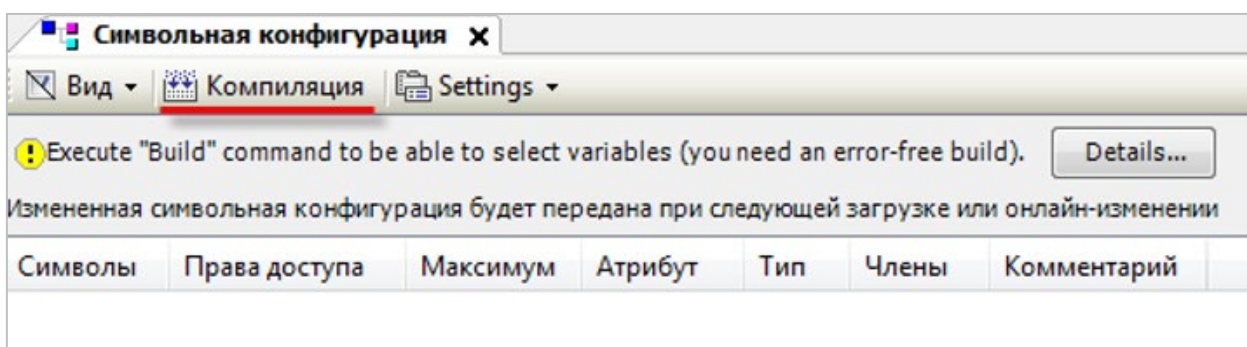 Символьная конфигурация
Вид Компиляция Settings
Execute "Build" command to be able to select variables (you need an error-free build). Details...
Измененная символьная конфигурация будет передана при следующей загрузке или онлайн-изменении
Символы Права доступа Максимум Атрибут Тип Члены Комментарий